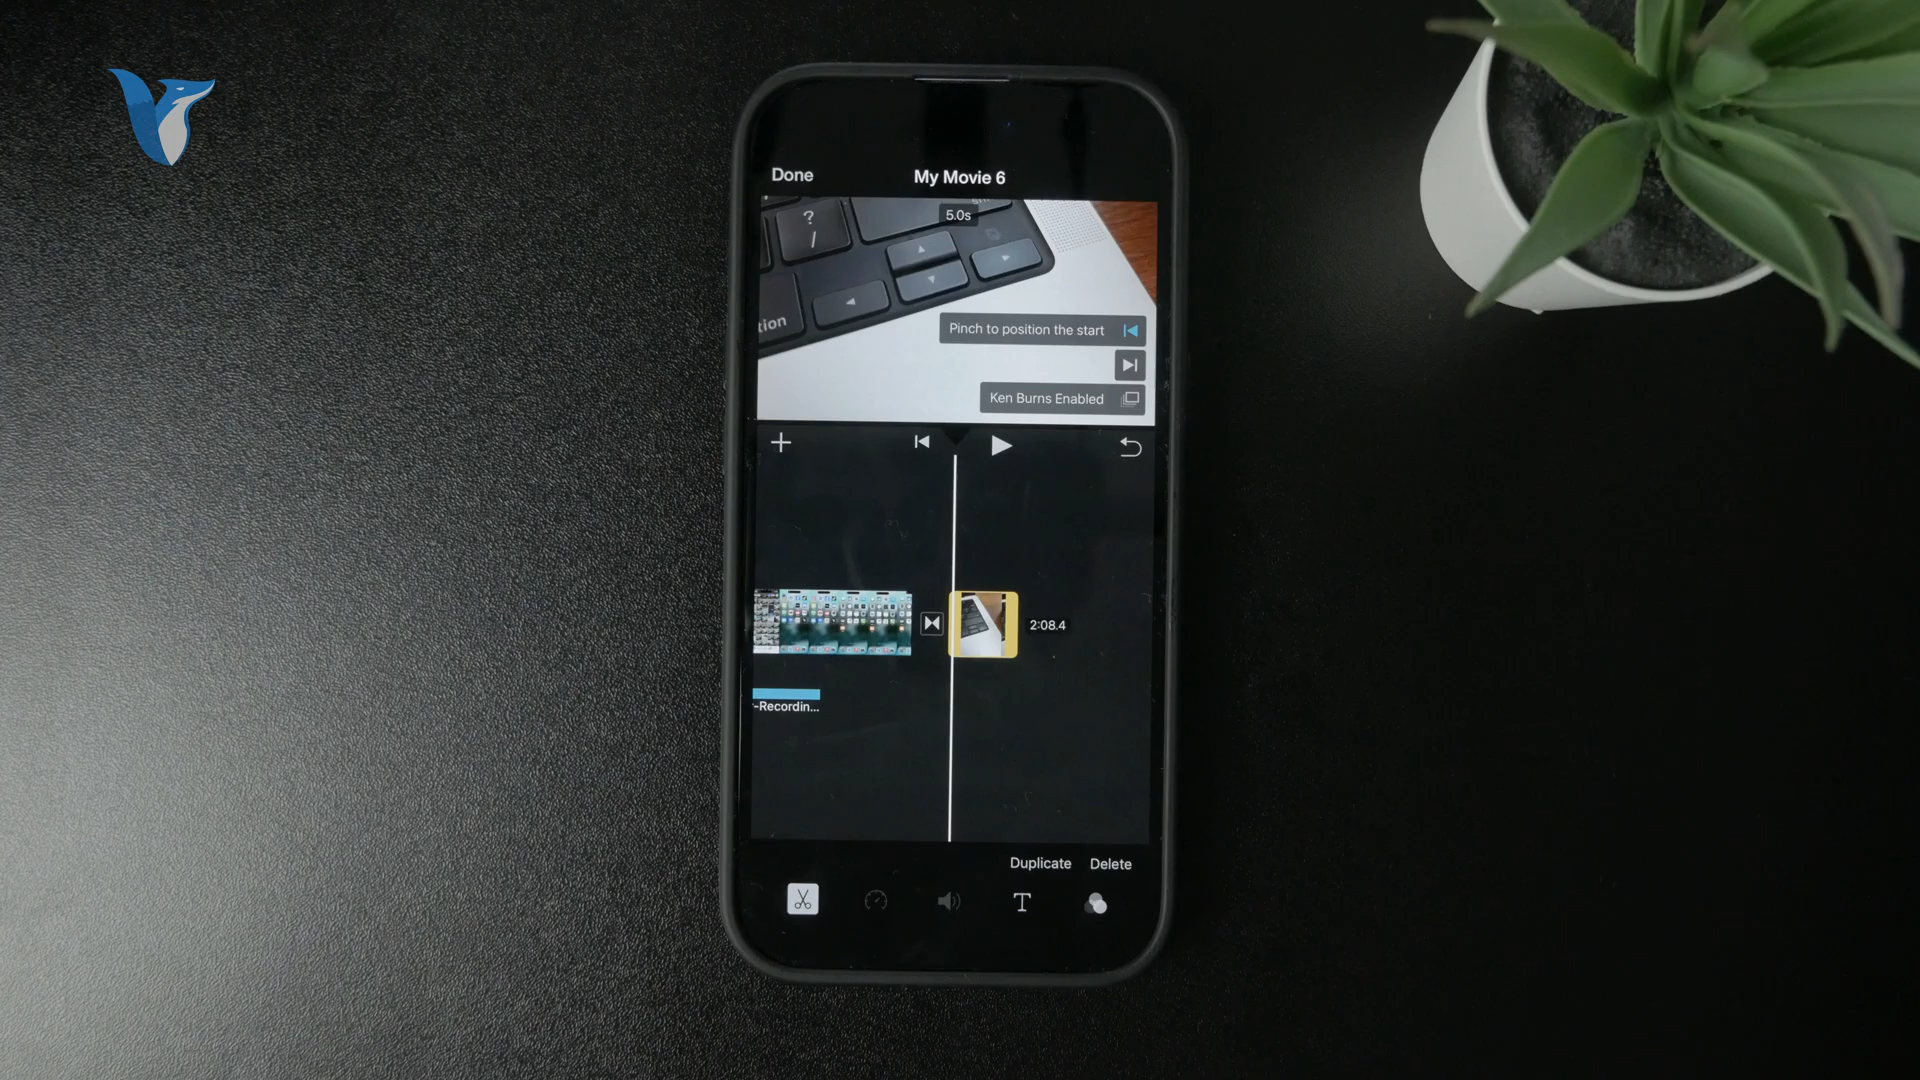 Done
My Movie 6
5.0s
?
/
tion
Pinch to position the start
Ken Burns Enabled
2:08.4
-Recordin...
Duplicate
Delete
T